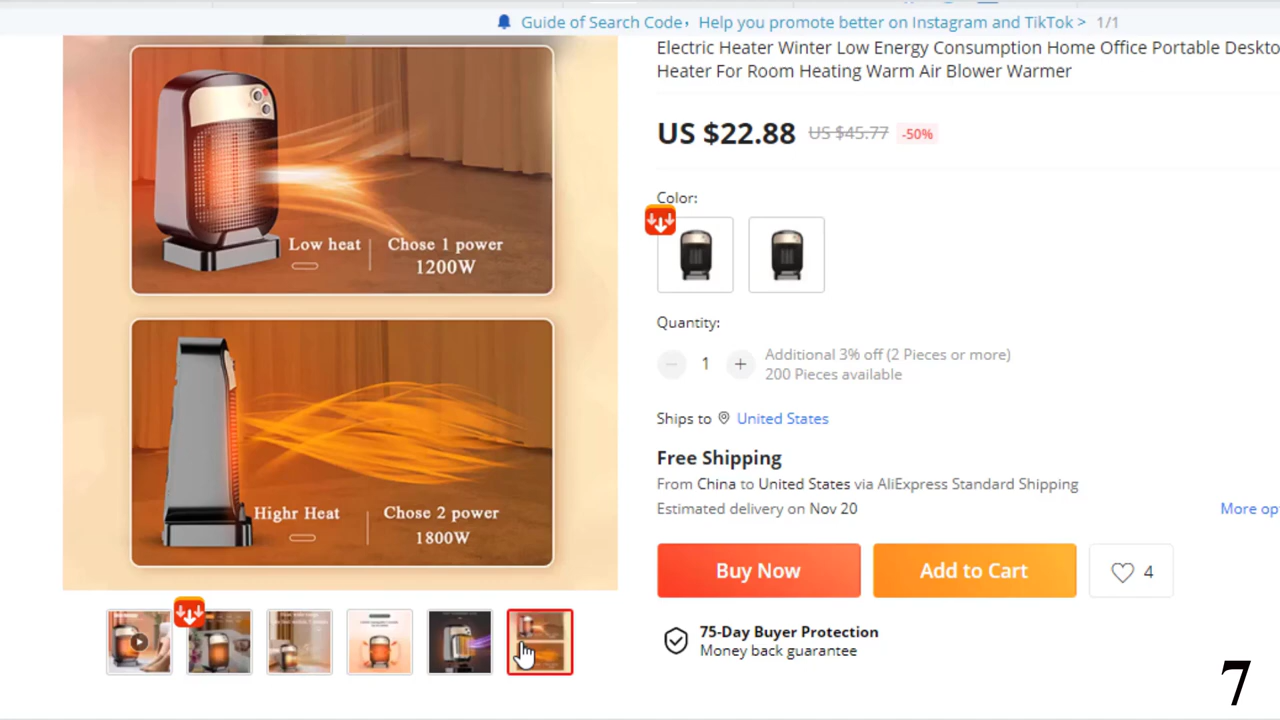 Guide of Search Code, Help you promote better on Instagram and TikTok > 1/1
Electric Heater Winter Low Energy Consumption Home Office Portable Deskto
Heater For Room Heating Warm Air Blower Warmer
US $22.88 US $45.77 -50%
Color:
Low heat Chose 1 power
1200W
Quantity:
1 Additional 3% off (2 Pieces or more)
200 Pieces available
Ships to United States
Free Shipping
From China to United States via AliExpress Standard Shipping
Estimated delivery on Nov 20 More op
Highr Heat Chose 2 power
1800W
Buy Now Add to Cart 4
75-Day Buyer Protection
Money back guarantee
7